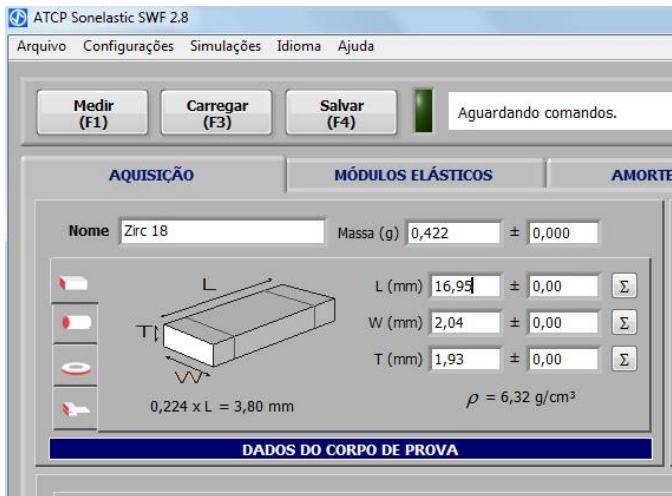 ATCP Sonelastic SWF 2.8
Arquivo Configurações Simulações Idioma Ajuda
Medir (F1) Carregar (F3) Salvar (F4) Aguardando comandos.
AQUISIÇÃO MÓDULOS ELÁSTICOS AMORTE
Nome Zirc 18 Massa (g) 0,422 ± 0,000
L L (mm) 16,95 ± 0,00 Σ
T W (mm) 2,04 ± 0,00 Σ
W T (mm) 1,93 ± 0,00 Σ
0,224 x L = 3,80 mm ρ = 6,32 g/cm³
DADOS DO CORPO DE PROVA